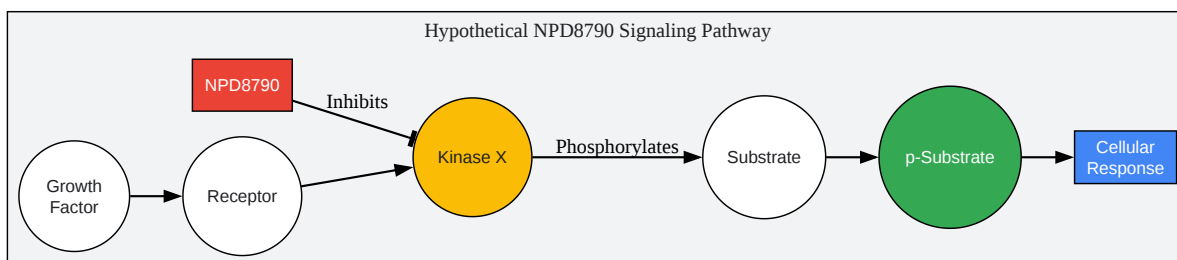 Hypothetical NPD8790 Signaling Pathway
NPD8790
Inhibits
Growth
Factor
Receptor
Kinase X
Phosphorylates
Substrate
p-Substrate
Cellular
Response